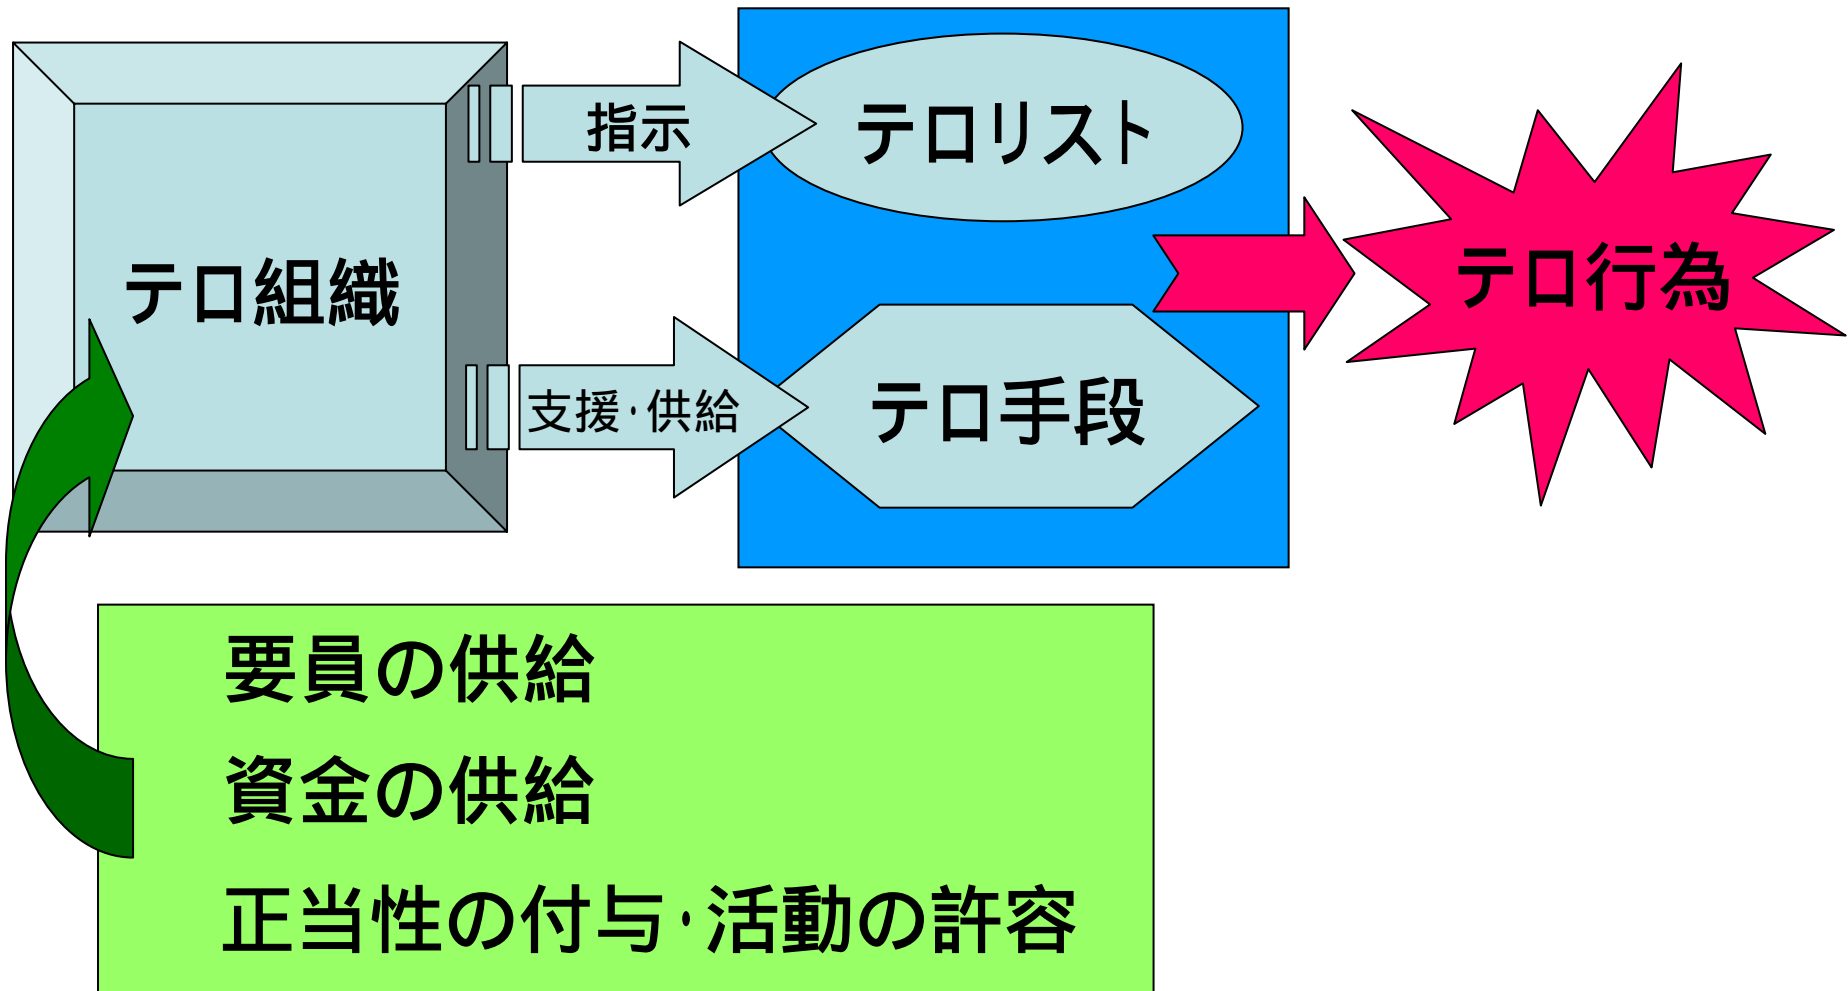 テロ組織
指示
支援・供給
テロリスト
テロ手段
テロ行為
要員の供給
資金の供給
正当性の付与・活動の許容